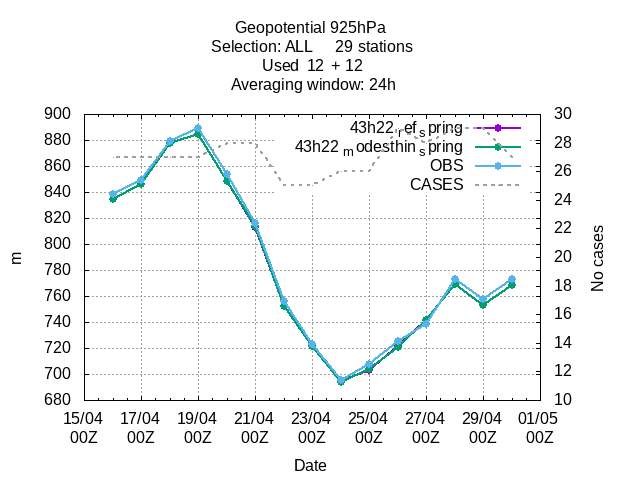 Geopotential 925hPa
Selection: ALL 29 stations
Used 12 + 12
Averaging window: 24h
900
880
860
840
820
800
780
760
740
720
700
680
m
30
28
26
24
22
20
18
16
14
12
10
No cases
43h22 ref spring
43h22 modesthin spring
OBS
CASES
15/04 17/04 19/04 21/04 23/04 25/04 27/04 29/04 01/05
00Z 00Z 00Z 00Z 00Z 00Z 00Z 00Z 00Z
Date